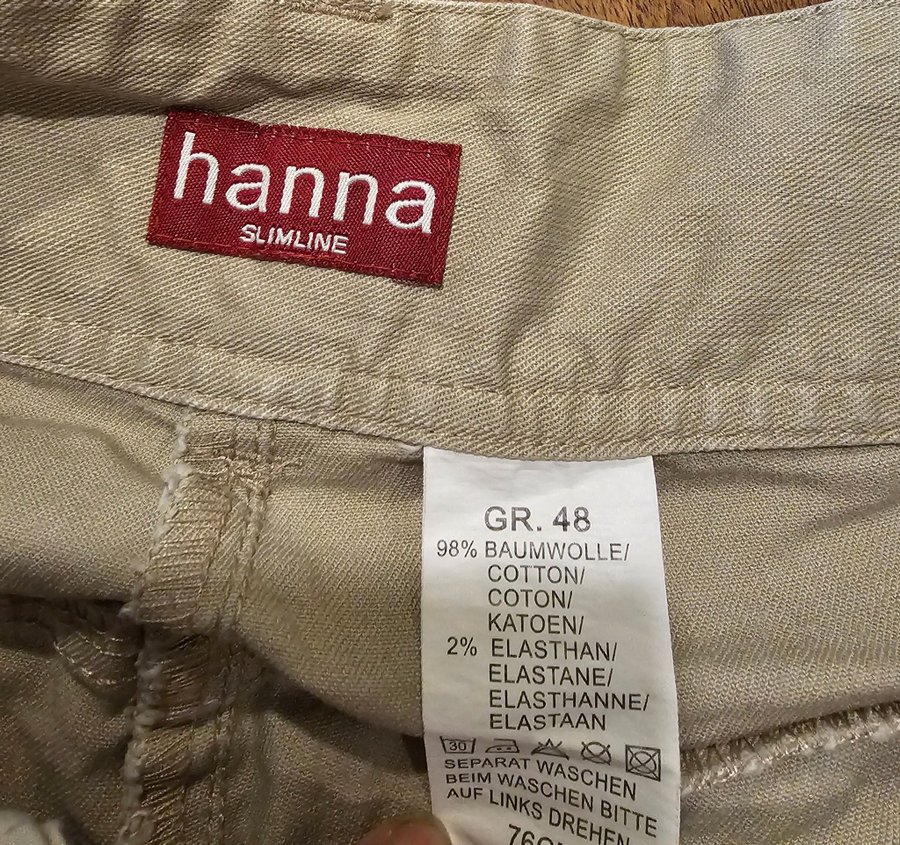 hanna
SLIMLINE
GR. 48
98% BAUMWOLLE/
COTTON/
COTON/
KATOEN/
2% ELASTHAN/
ELASTANE/
ELASTHANNE/
ELASTAAN
30
SEPARAT WASCHEN
BEIM WASCHEN BITTE
AUF LINKS DREHEN